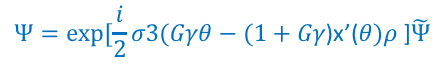 Ψ = exp[i/2 σ3(Gγθ − (1 + Gγ)x′(θ)ρ ]Ψ̃